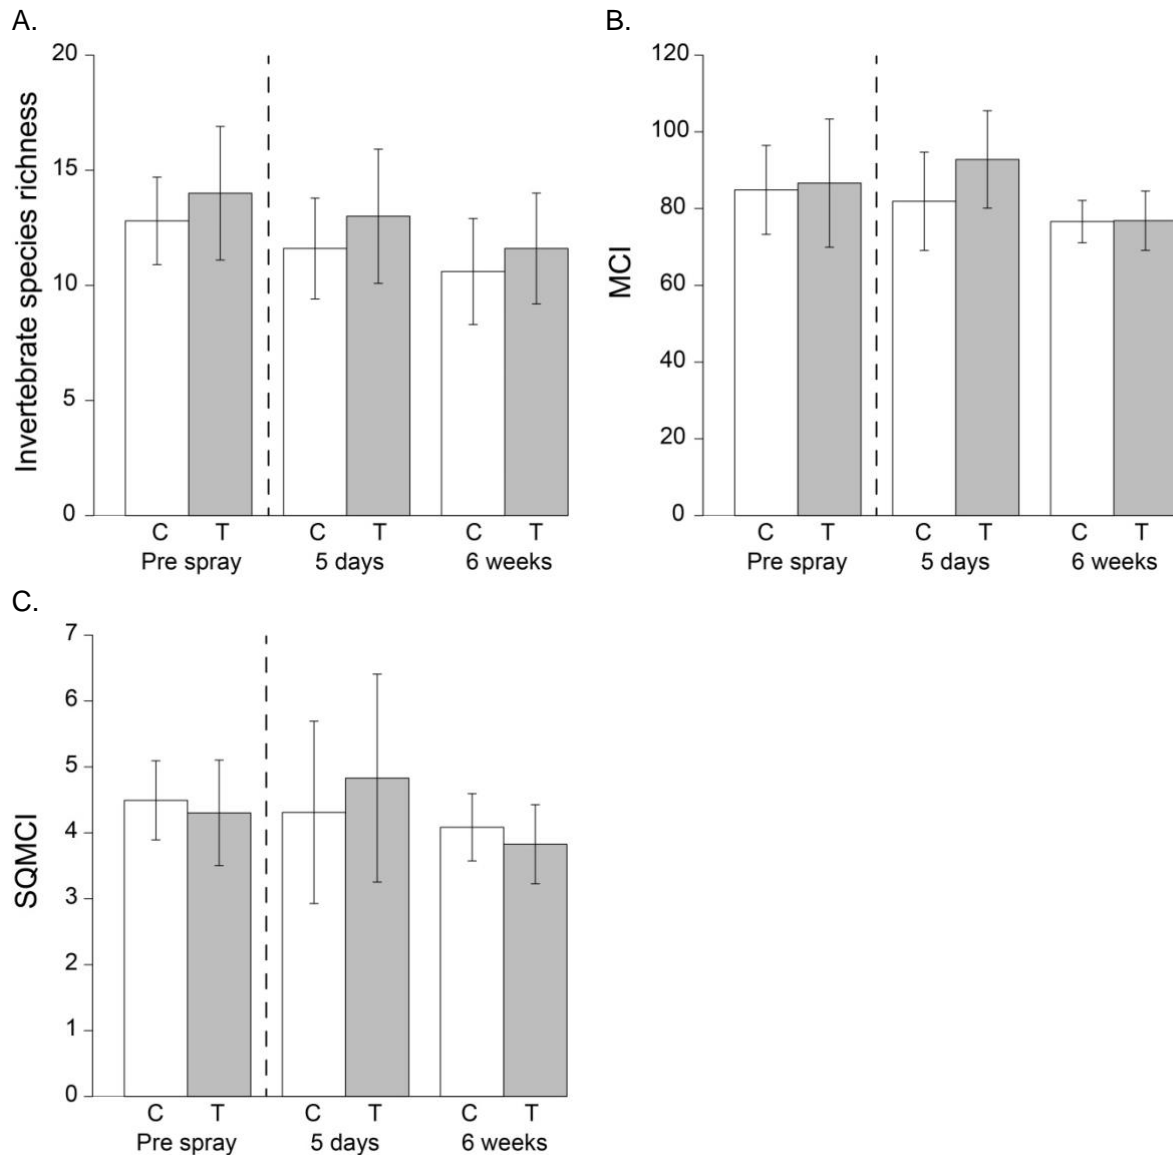 A.
Invertebrate species richness
20
15
10
5
0
C T C T C T
Pre spray 5 days 6 weeks
B.
MCI
120
100
80
60
40
20
0
C T C T C T
Pre spray 5 days 6 weeks
C.
SQMCI
7
6
5
4
3
2
1
0
C T C T C T
Pre spray 5 days 6 weeks